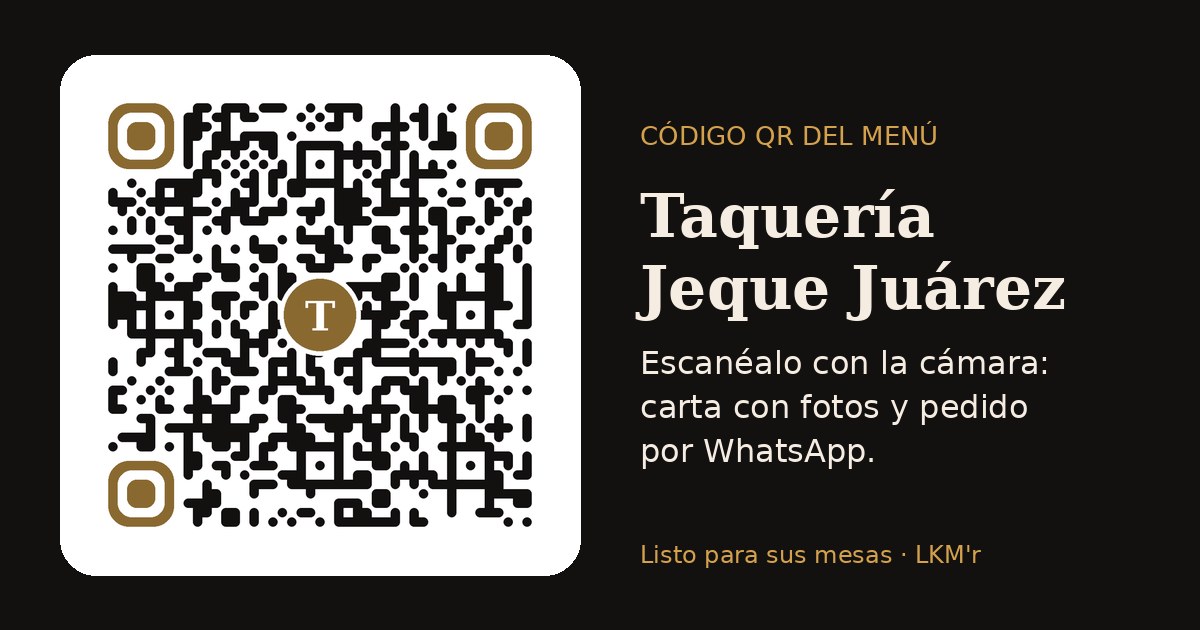 T
CÓDIGO QR DEL MENÚ
Taquería
Jeque Juárez
Escanéalo con la cámara:
carta con fotos y pedido
por WhatsApp.
Listo para sus mesas · LKM'r